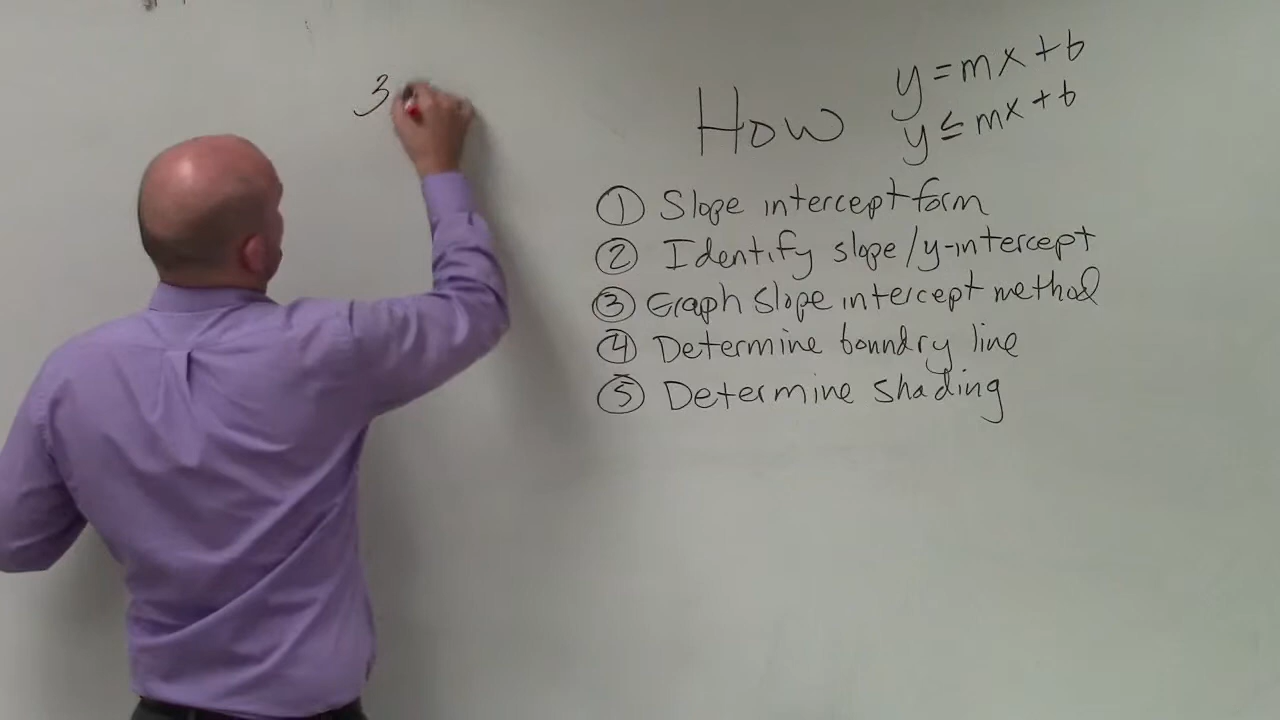 3
How
y = mx + b
y ≤ mx + b
① Slope intercept form
② Identify slope/y-intercept
③ Graph slope intercept method
④ Determine boundry line
⑤ Determine shading